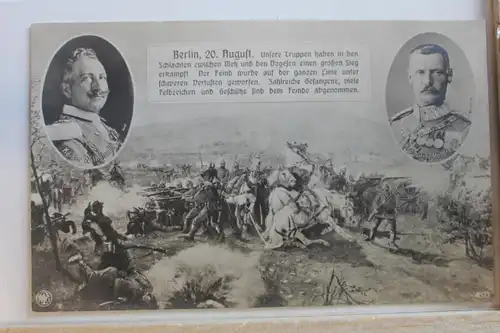 Berlin, 20. August. Unsere Truppen haben in den
Schlachten zwischen Metz und den Vogesen einen großen Sieg
erkämpft. Der Feind wurde auf der ganzen Linie unter
schweren Verlusten geworfen. Zahlreiche Gefangene, viele
Feldzeichen und Geschütze sind dem Feinde abgenommen.